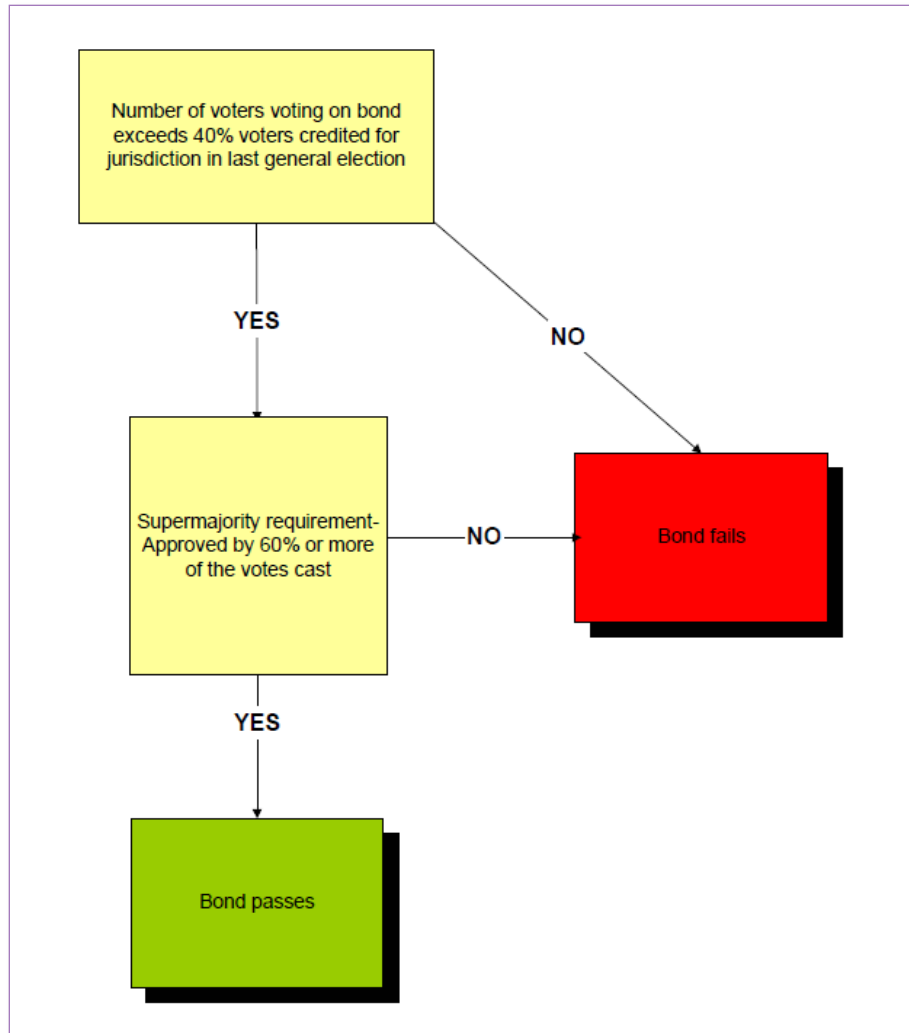 Number of voters voting on bond
exceeds 40% voters credited for
jurisdiction in last general election
YES
NO
Supermajority requirement-
Approved by 60% or more
of the votes cast
NO
Bond fails
YES
Bond passes